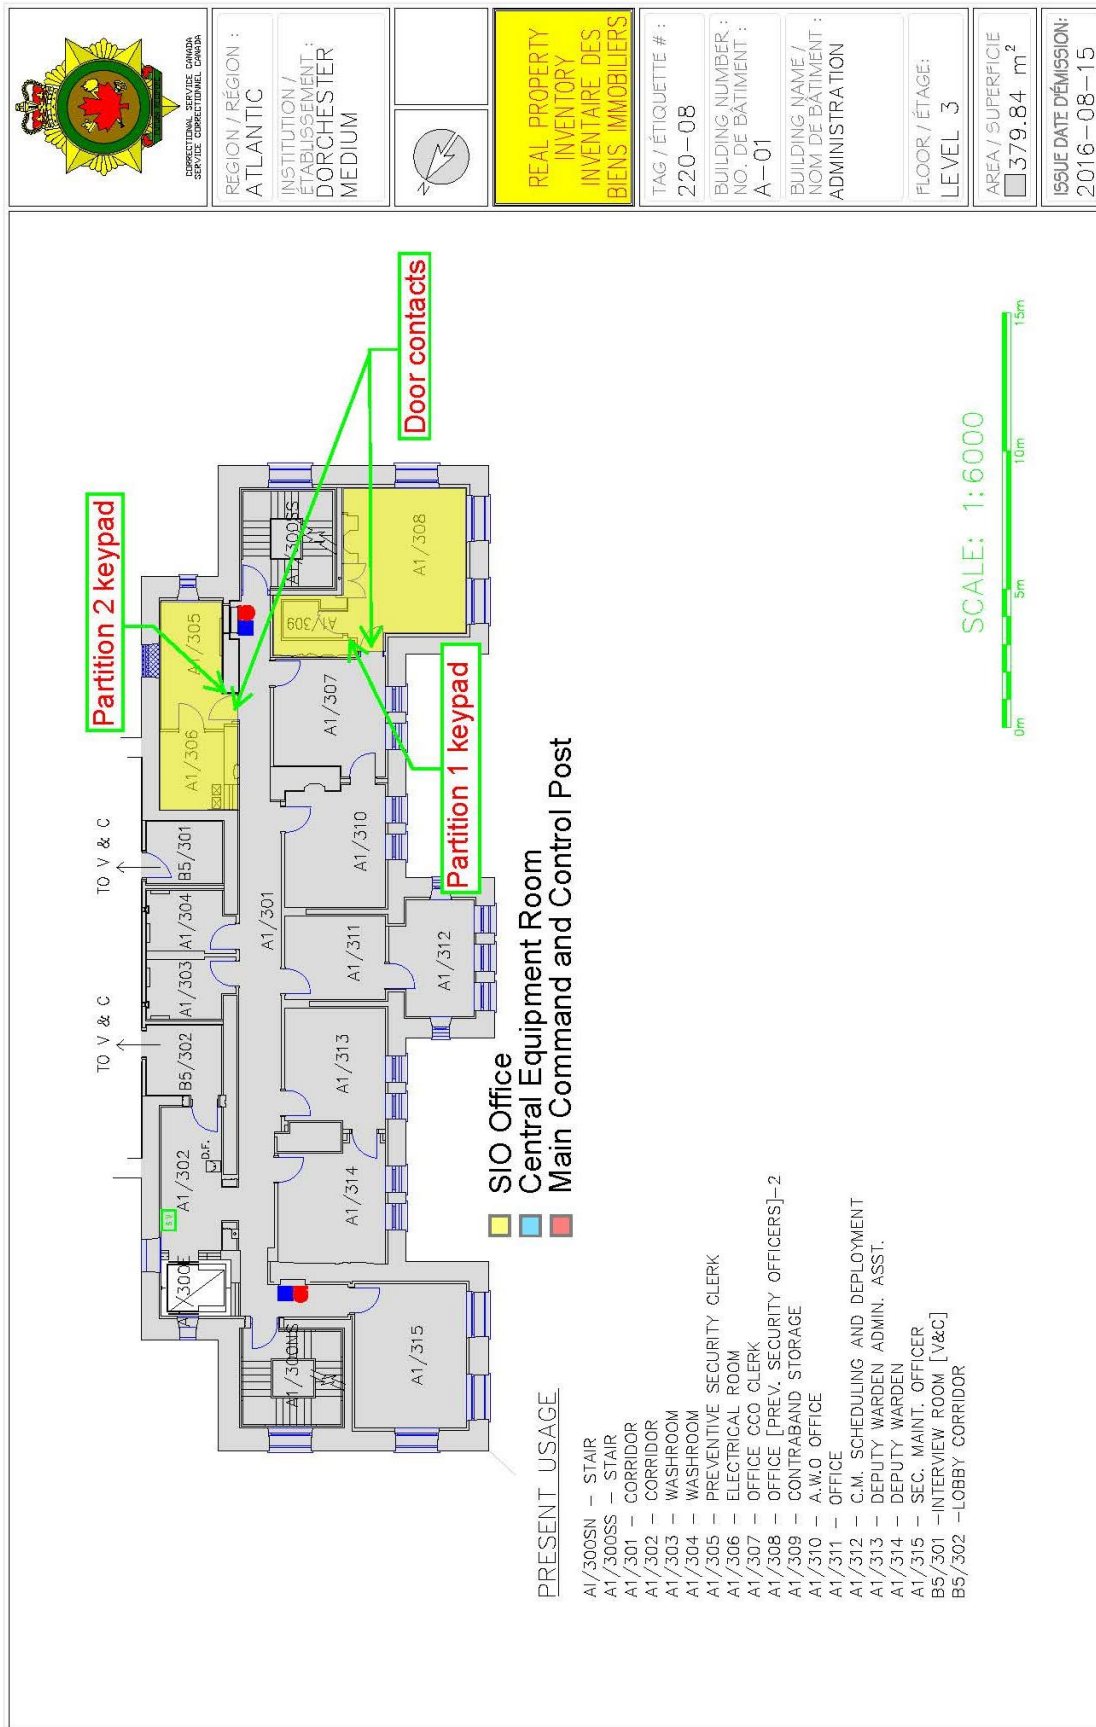 CORRECTIONAL SERVICE CANADA
SERVICE CORRECTIONNEL CANADA
REGION / RÉGION :
ATLANTIC
INSTITUTION /
ÉTABLISSEMENT :
DORCHESTER
MEDIUM
N
REAL PROPERTY
INVENTORY
INVENTAIRE DES
BIENS IMMOBILIERS
TAG / ÉTIQUETTE # :
220-08
BUILDING NUMBER :
NO. DE BÂTIMENT :
A-01
BUILDING NAME /
NOM DE BÂTIMENT :
ADMINISTRATION
FLOOR / ÉTAGE:
LEVEL 3
AREA / SUPERFICIE
379.84 m²
ISSUE DATE D'ÉMISSION:
2016-08-15
Partition 2 keypad
Door contacts
Partition 1 keypad
TO V & C
TO V & C
A1/302
D.F.
B5/302
A1/303
A1/304
B5/301
A1/306
A1/305
A1/300NS
A1/301
A1/300SS
A1/315
A1/314
A1/313
A1/311
A1/312
A1/310
A1/307
A1/309
A1/308
SIO Office
Central Equipment Room
Main Command and Control Post
PRESENT USAGE
A1/300SN - STAIR
A1/300SS - STAIR
A1/301 - CORRIDOR
A1/302 - CORRIDOR
A1/303 - WASHROOM
A1/304 - WASHROOM
A1/305 - PREVENTIVE SECURITY CLERK
A1/306 - ELECTRICAL ROOM
A1/307 - OFFICE CCO CLERK
A1/308 - OFFICE [PREV. SECURITY OFFICERS]-2
A1/309 - CONTRABAND STORAGE
A1/310 - A.W.O OFFICE
A1/311 - OFFICE
A1/312 - C.M. SCHEDULING AND DEPLOYMENT
A1/313 - DEPUTY WARDEN ADMIN. ASST.
A1/314 - DEPUTY WARDEN
A1/315 - SEC. MAINT. OFFICER
B5/301 -INTERVIEW ROOM [V&C]
B5/302 -LOBBY CORRIDOR
SCALE: 1:6000
0m 5m 10m 15m